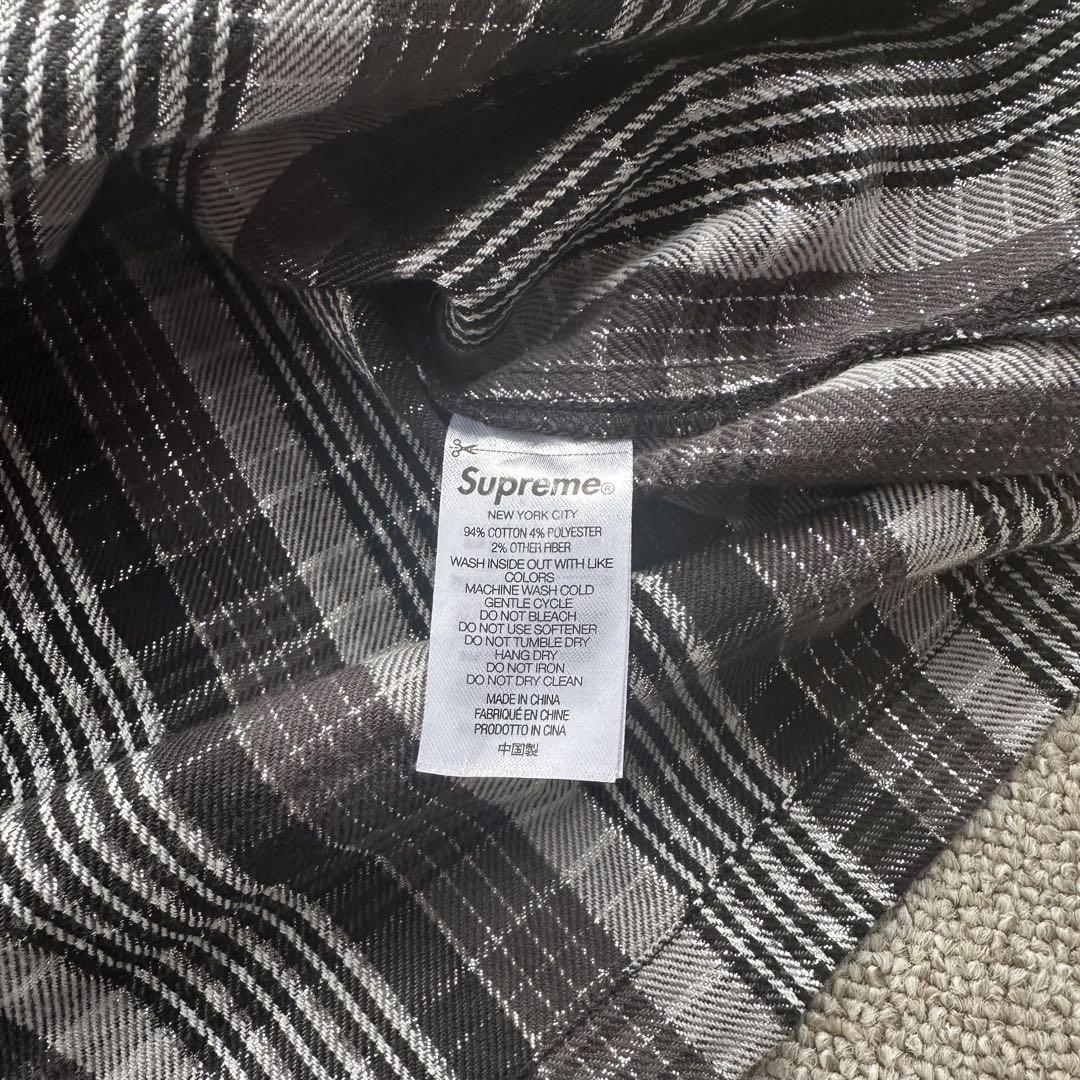 Supreme®
NEW YORK CITY
94% COTTON 4% POLYESTER
2% OTHER FIBER
WASH INSIDE OUT WITH LIKE
COLORS
MACHINE WASH COLD
GENTLE CYCLE
DO NOT BLEACH
DO NOT USE SOFTENER
DO NOT TUMBLE DRY
HANG DRY
DO NOT IRON
DO NOT DRY CLEAN
MADE IN CHINA
FABRIQUÉ EN CHINE
PRODOTTO IN CINA
中国製